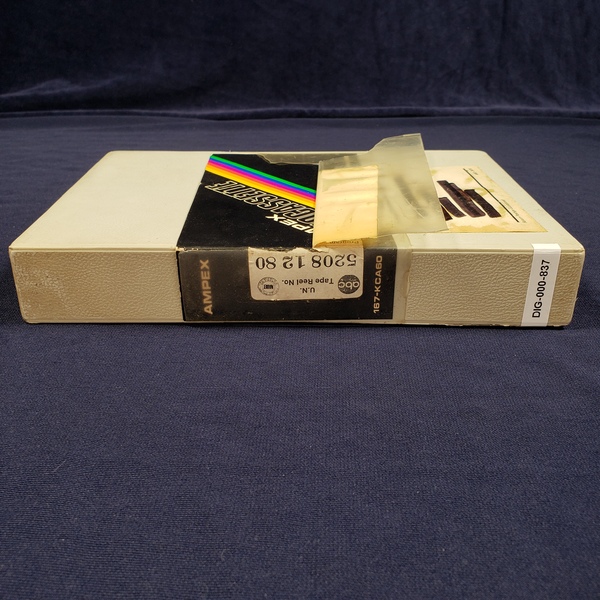 AMPEX
abc
U.N.
Tape Reel No.
5208 12 80
167-KCA60
DIG-000-837